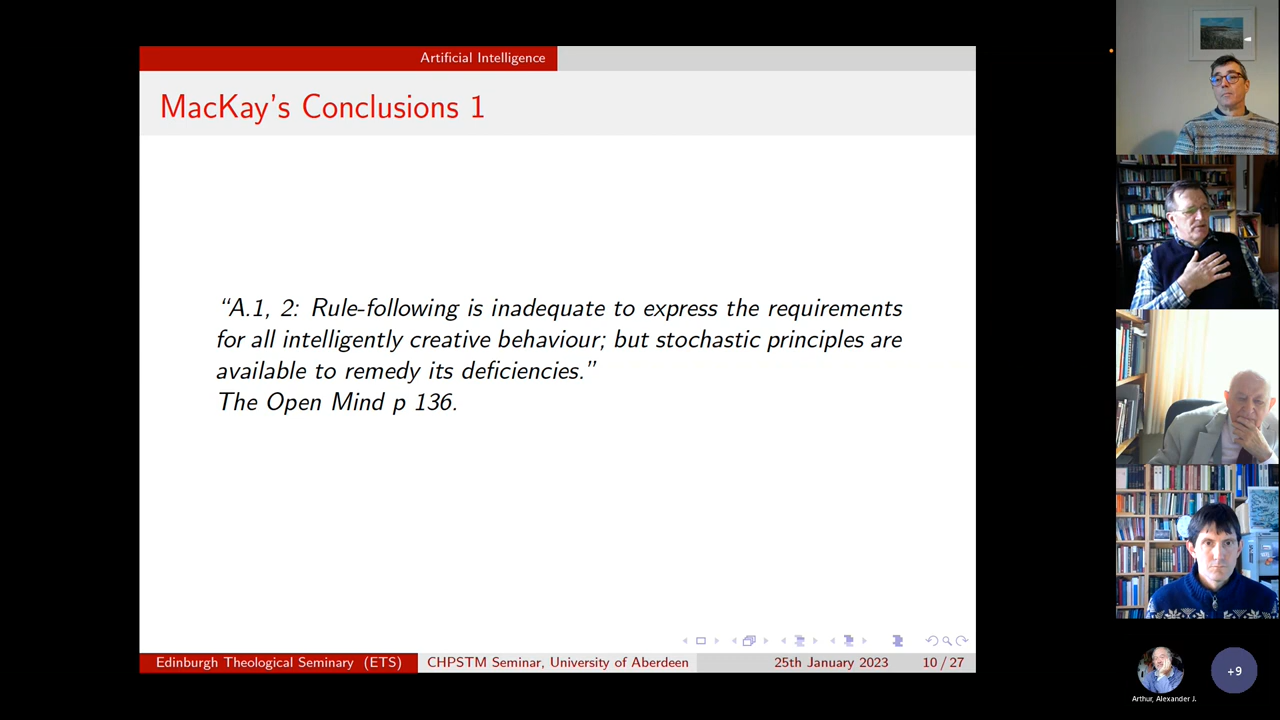 Artificial Intelligence
MacKay's Conclusions 1
“A.1, 2: Rule-following is inadequate to express the requirements
for all intelligently creative behaviour; but stochastic principles are
available to remedy its deficiencies.”
The Open Mind p 136.
Edinburgh Theological Seminary (ETS)
CHPSTM Seminar, University of Aberdeen
25th January 2023
10 / 27
Arthur, Alexander J.
+9